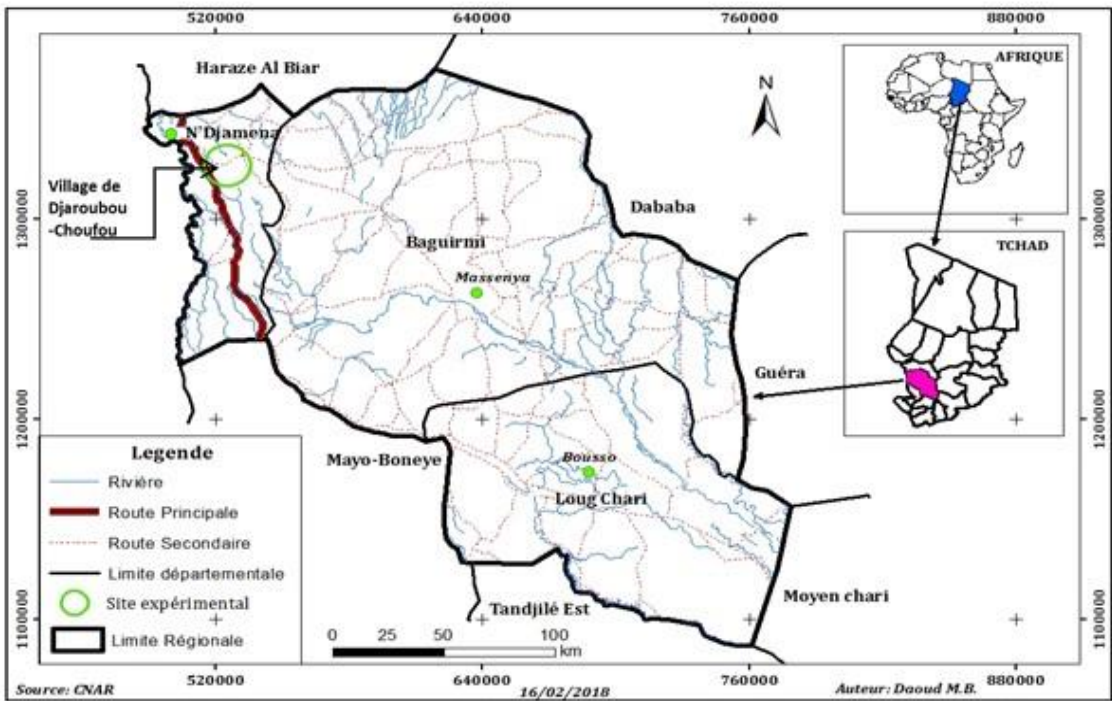 520000
640000
760000
880000
Haraze Al Biar
N
AFRIQUE
N'Djamena
Village de
Djaroubou
-Choufou
1300000
1300000
Dababa
Baguirmi
Massenya
TCHAD
Guéra
1200000
1200000
Legende
Rivière
Route Principale
Route Secondaire
Limite départementale
Site expérimental
Limite Régionale
Mayo-Boneye
Bousso
Loug Chari
Moyen chari
Tandjilé Est
1100000
1100000
0 50 100
km
520000
640000
760000
880000
Source: CNAR
16/02/2018
Auteur: Daoud M.B.